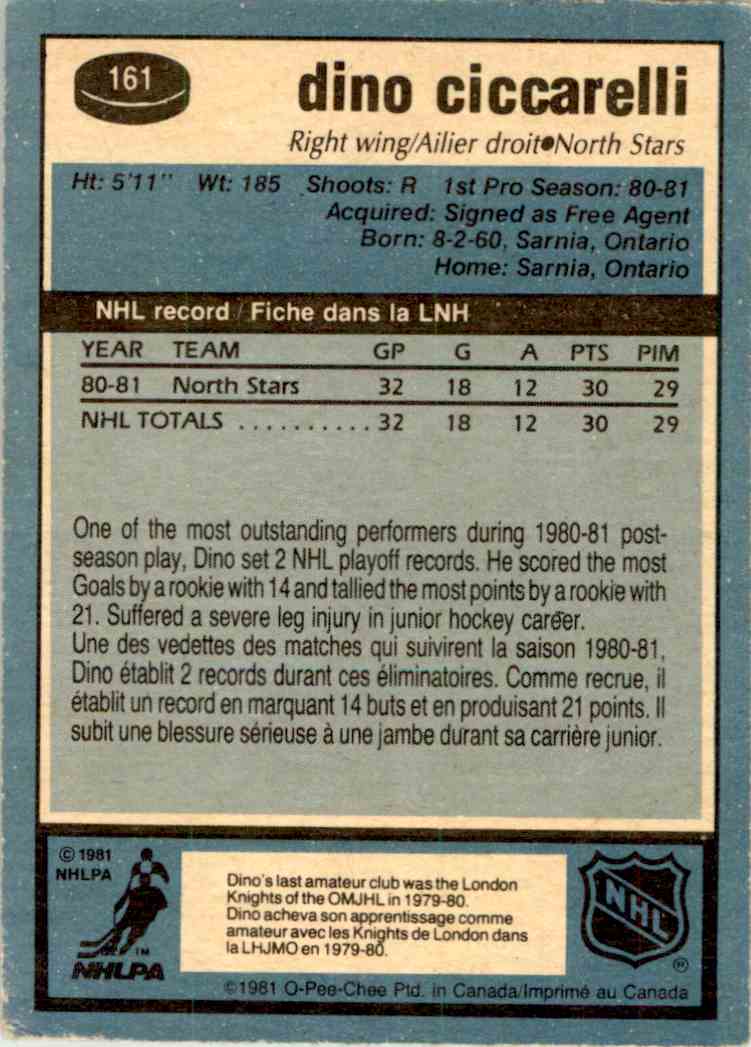 161
dino ciccarelli
Right wing/Ailier droit●North Stars
Ht: 5'11" Wt: 185 Shoots: R 1st Pro Season: 80-81
Acquired: Signed as Free Agent
Born: 8-2-60, Sarnia, Ontario
Home: Sarnia, Ontario
NHL record / Fiche dans la LNH
YEAR TEAM GP G A PTS PIM
80-81 North Stars 32 18 12 30 29
NHL TOTALS .......... 32 18 12 30 29
One of the most outstanding performers during 1980-81 post-
season play, Dino set 2 NHL playoff records. He scored the most
Goals by a rookie with 14 and tallied the most points by a rookie with
21. Suffered a severe leg injury in junior hockey career.
Une des vedettes des matches qui suivirent la saison 1980-81,
Dino établit 2 records durant ces éliminatoires. Comme recrue, il
établit un record en marquant 14 buts et en produisant 21 points. Il
subit une blessure sérieuse à une jambe durant sa carrière junior.
© 1981
NHLPA
TM
NHLPA
Dino's last amateur club was the London
Knights of the OMJHL in 1979-80.
Dino acheva son apprentissage comme
amateur avec les Knights de London dans
la LHJMO en 1979-80.
NHL
®
©1981 O-Pee-Chee Ptd. in Canada/Imprimé au Canada